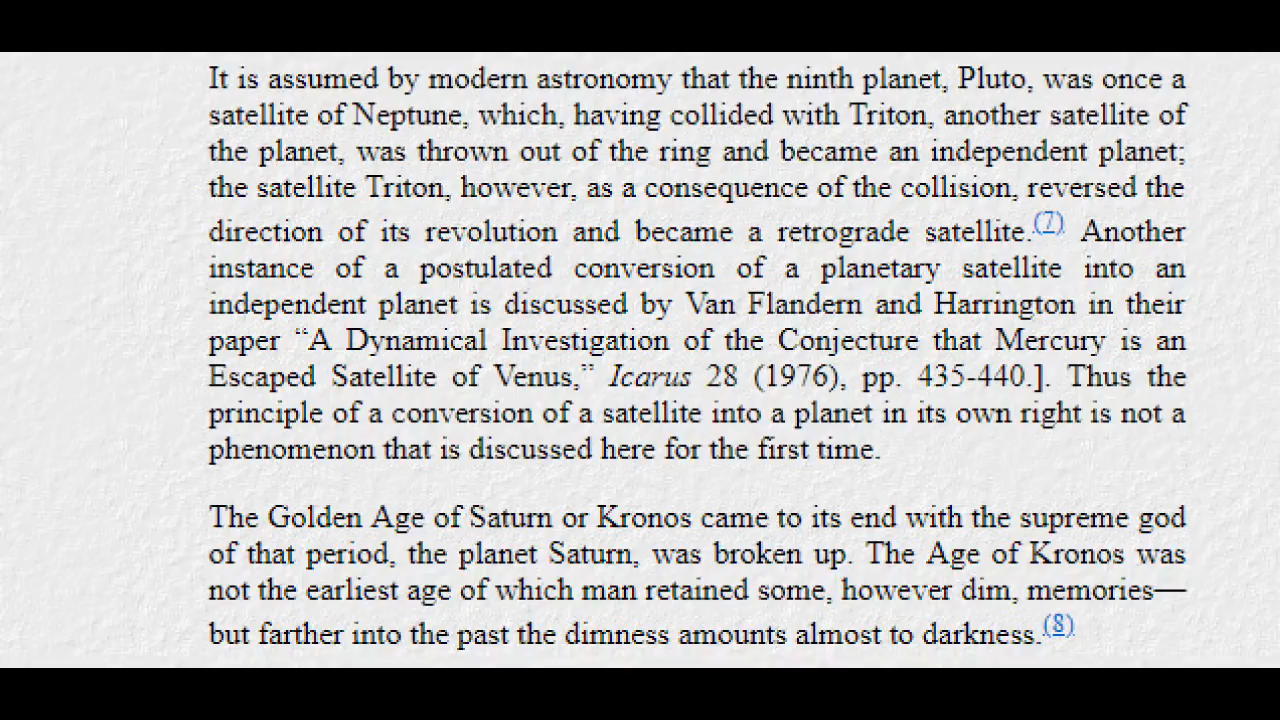 It is assumed by modern astronomy that the ninth planet, Pluto, was once a
satellite of Neptune, which, having collided with Triton, another satellite of
the planet, was thrown out of the ring and became an independent planet;
the satellite Triton, however, as a consequence of the collision, reversed the
direction of its revolution and became a retrograde satellite.(7) Another
instance of a postulated conversion of a planetary satellite into an
independent planet is discussed by Van Flandern and Harrington in their
paper “A Dynamical Investigation of the Conjecture that Mercury is an
Escaped Satellite of Venus,” Icarus 28 (1976), pp. 435-440.]. Thus the
principle of a conversion of a satellite into a planet in its own right is not a
phenomenon that is discussed here for the first time.
The Golden Age of Saturn or Kronos came to its end with the supreme god
of that period, the planet Saturn, was broken up. The Age of Kronos was
not the earliest age of which man retained some, however dim, memories—
but farther into the past the dimness amounts almost to darkness.(8)